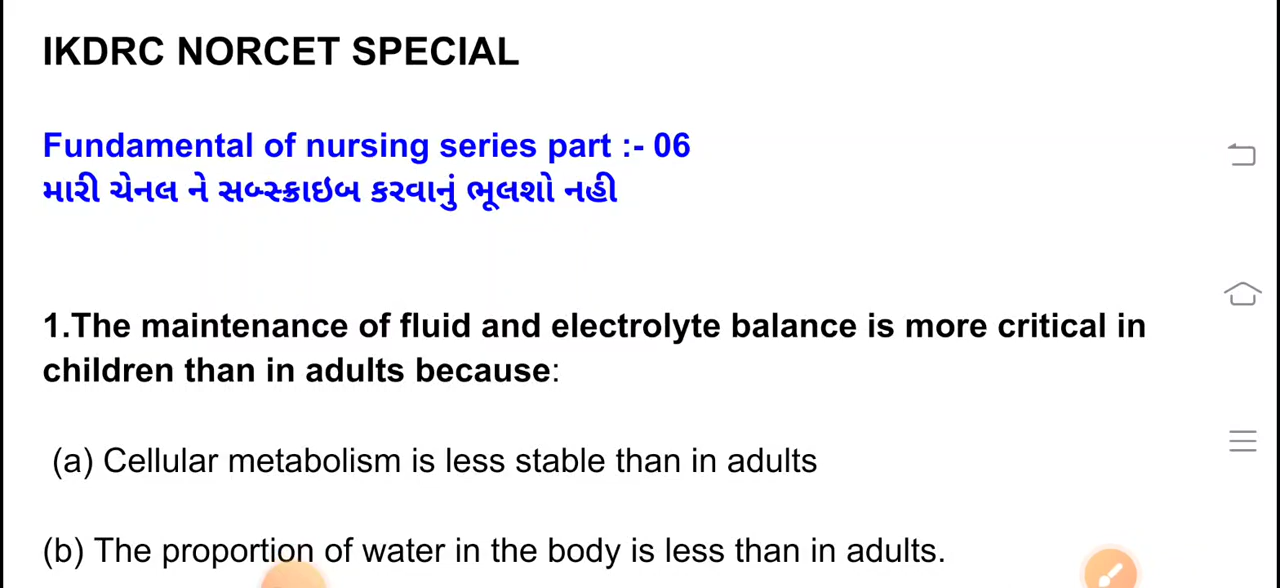 IKDRC NORCET SPECIAL
Fundamental of nursing series part :- 06
મારી ચેનલ ને સબ્સ્ક્રાઇબ કરવાનું ભૂલશો નહી
1.The maintenance of fluid and electrolyte balance is more critical in
children than in adults because:
(a) Cellular metabolism is less stable than in adults
(b) The proportion of water in the body is less than in adults.